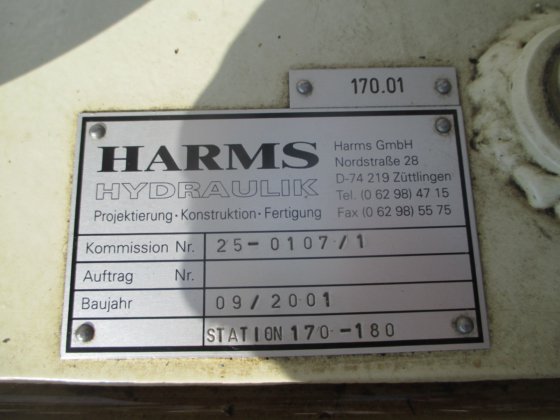 170.01
HARMS
HYDRAULIK
Projektierung·Konstruktion·Fertigung
Harms GmbH
Nordstraße 28
D-74 219 Züttlingen
Tel. (0 62 98) 47 15
Fax (0 62 98) 55 75
Kommission Nr. 25-0107/1
Auftrag Nr.
Baujahr 09/2001
STATION 170-180